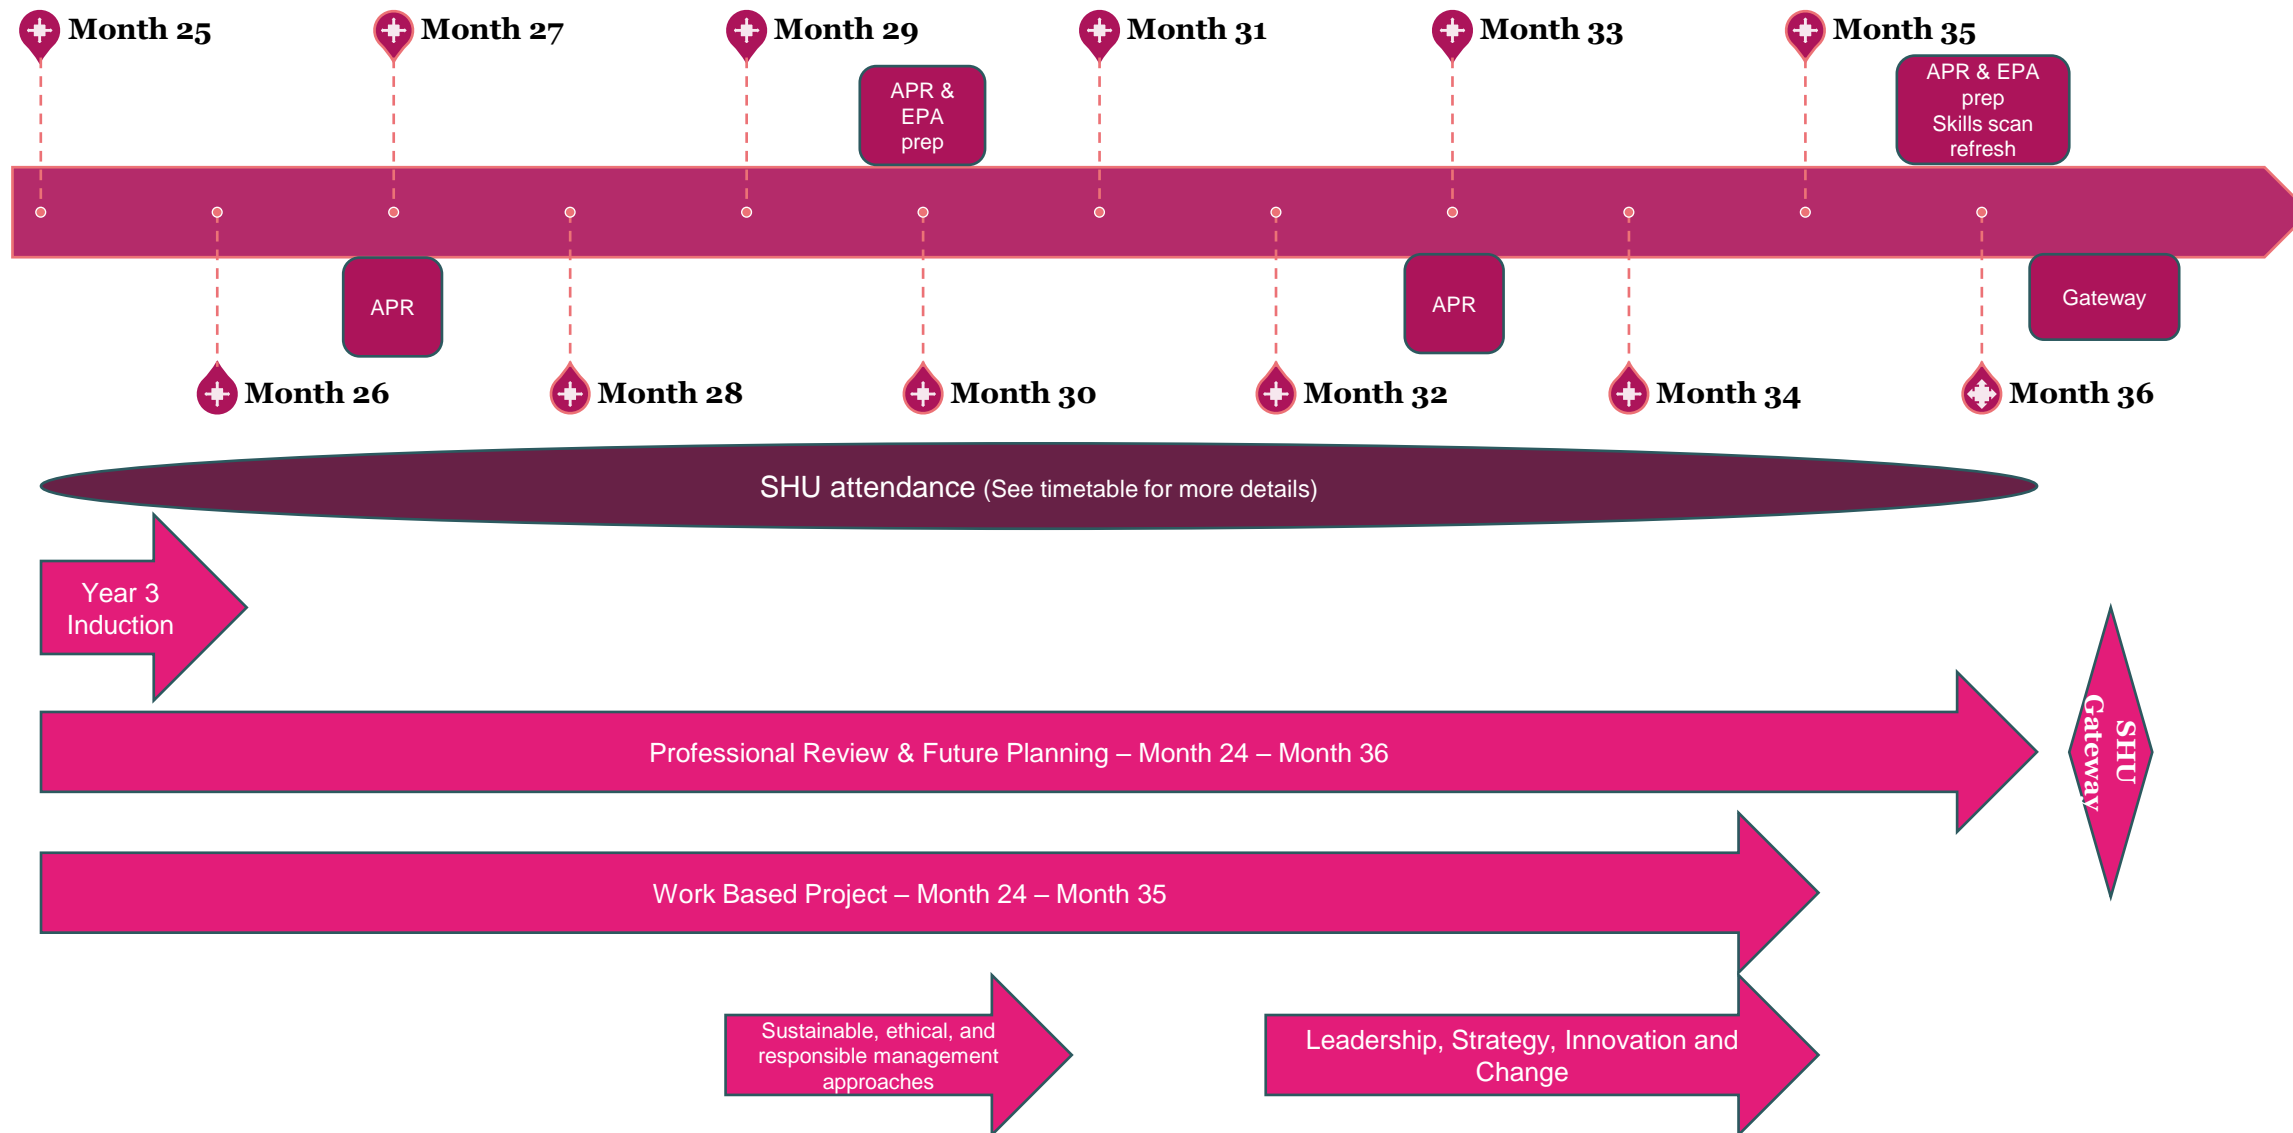 Month 25
Month 27
Month 29
Month 31
Month 33
Month 35
APR &
EPA
prep
APR & EPA
prep
Skills scan
refresh
APR
APR
Gateway
Month 26
Month 28
Month 30
Month 32
Month 34
Month 36
SHU attendance (See timetable for more details)
Year 3
Induction
Professional Review & Future Planning – Month 24 – Month 36
SHU
Gateway
Work Based Project – Month 24 – Month 35
Sustainable, ethical, and
responsible management
approaches
Leadership, Strategy, Innovation and
Change